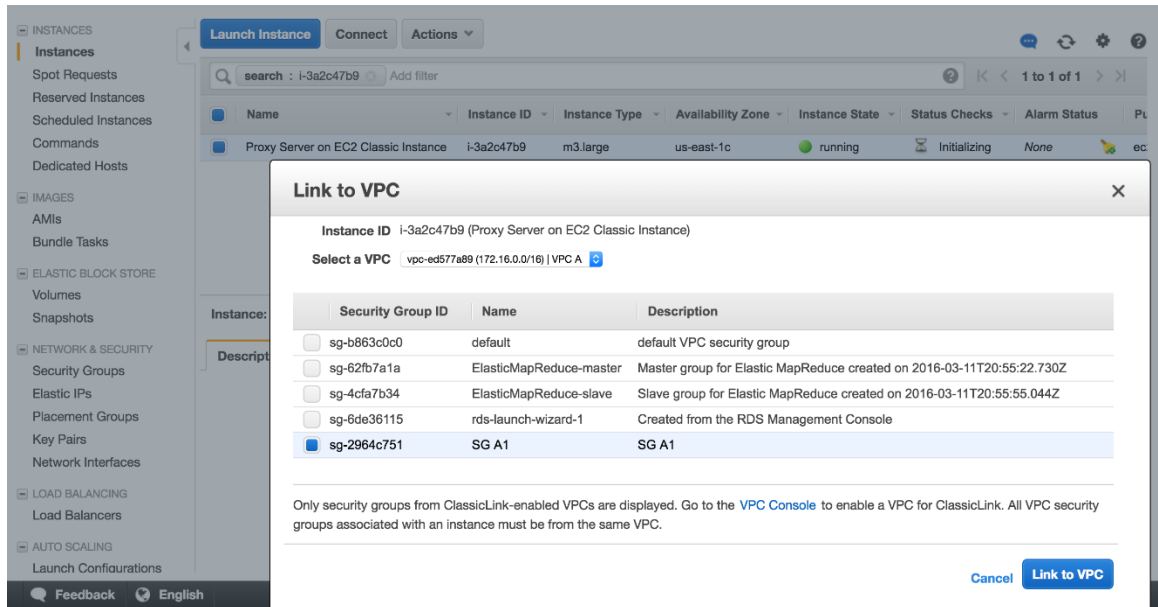 INSTANCES
Instances
Spot Requests
Reserved Instances
Scheduled Instances
Commands
Dedicated Hosts
IMAGES
AMIs
Bundle Tasks
ELASTIC BLOCK STORE
Volumes
Snapshots
NETWORK & SECURITY
Security Groups
Elastic IPs
Placement Groups
Key Pairs
Network Interfaces
LOAD BALANCING
Load Balancers
AUTO SCALING
Launch Configurations
Feedback English
Launch Instance Connect Actions
search : i-3a2c47b9 Add filter 1 to 1 of 1
Name Instance ID Instance Type Availability Zone Instance State Status Checks Alarm Status Pu
Proxy Server on EC2 Classic Instance i-3a2c47b9 m3.large us-east-1c running Initializing None ec
Instance:
Descript
Link to VPC
Instance ID i-3a2c47b9 (Proxy Server on EC2 Classic Instance)
Select a VPC vpc-ed577a89 (172.16.0.0/16) | VPC A
Security Group ID Name Description
sg-b863c0c0 default default VPC security group
sg-62fb7a1a ElasticMapReduce-master Master group for Elastic MapReduce created on 2016-03-11T20:55:22.730Z
sg-4cfa7b34 ElasticMapReduce-slave Slave group for Elastic MapReduce created on 2016-03-11T20:55:55.044Z
sg-6de36115 rds-launch-wizard-1 Created from the RDS Management Console
sg-2964c751 SG A1 SG A1
Only security groups from ClassicLink-enabled VPCs are displayed. Go to the VPC Console to enable a VPC for ClassicLink. All VPC security
groups associated with an instance must be from the same VPC.
Cancel Link to VPC